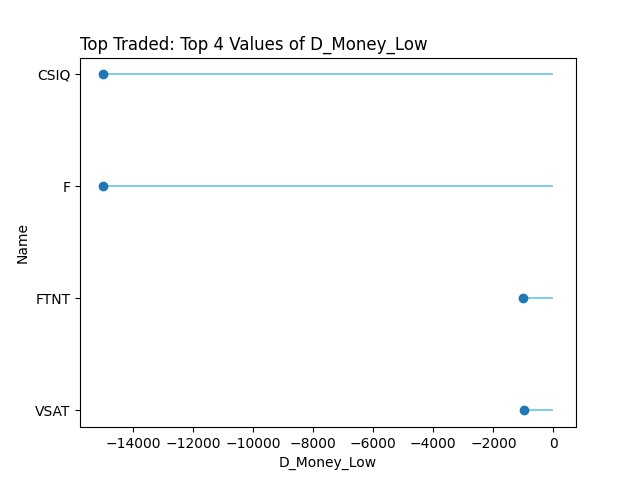 Top Traded: Top 4 Values of D_Money_Low
CSIQ
F
FTNT
VSAT
Name
−14000 −12000 −10000 −8000 −6000 −4000 −2000 0
D_Money_Low